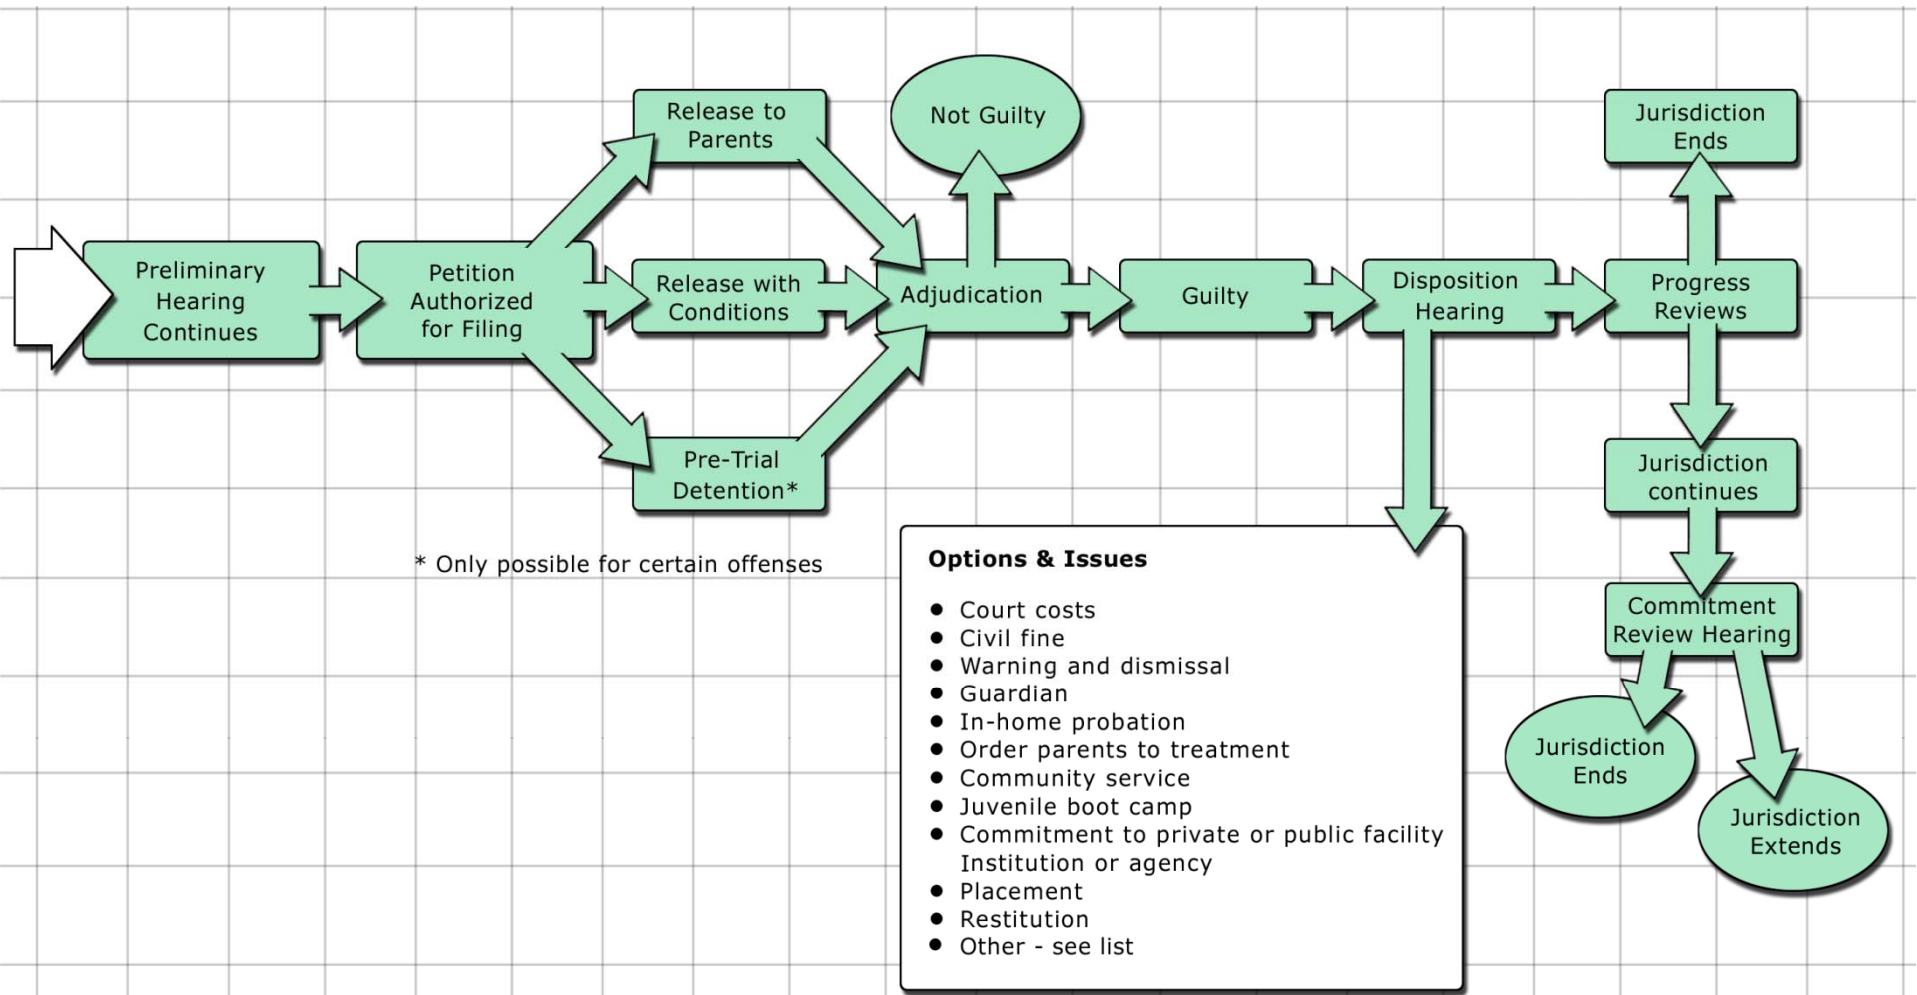 Preliminary
Hearing
Continues
Petition
Authorized
for Filing
Release to
Parents
Release with
Conditions
Pre-Trial
Detention*
* Only possible for certain offenses
Not Guilty
Adjudication
Guilty
Disposition
Hearing
Options & Issues
● Court costs
● Civil fine
● Warning and dismissal
● Guardian
● In-home probation
● Order parents to treatment
● Community service
● Juvenile boot camp
● Commitment to private or public facility
Institution or agency
● Placement
● Restitution
● Other - see list
Jurisdiction
Ends
Progress
Reviews
Jurisdiction
continues
Commitment
Review Hearing
Jurisdiction
Ends
Jurisdiction
Extends